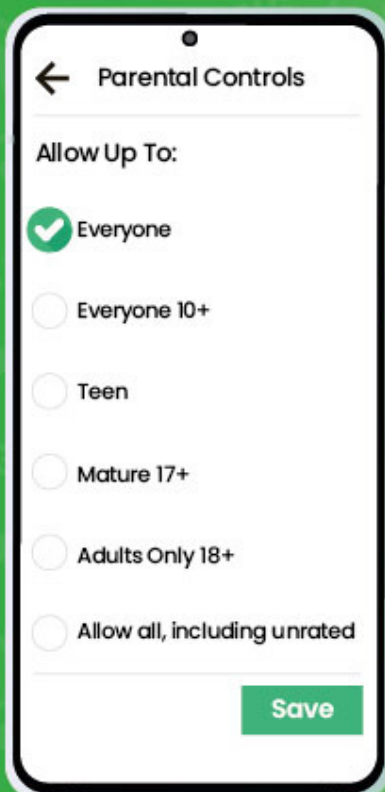 Parental Controls
Allow Up To:
Everyone
Everyone 10+
Teen
Mature 17+
Adults Only 18+
Allow all, including unrated
Save